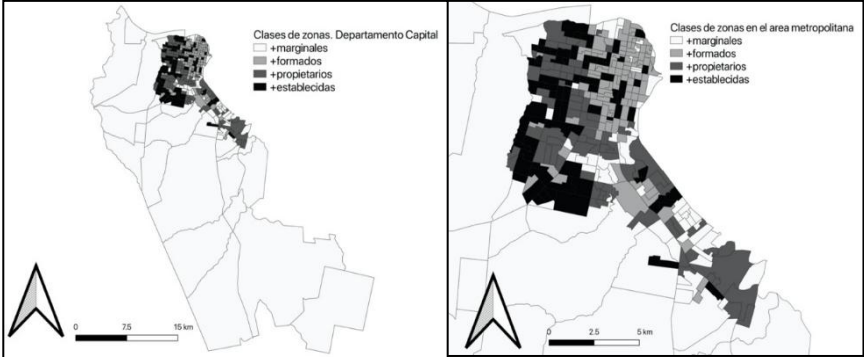 Clases de zonas. Departamento Capital
+marginales
+formados
+propietarios
+establecidas
0 7.5 15 km
Clases de zonas en el area metropolitana
+marginales
+formados
+propietarios
+establecidas
0 2.5 5 km